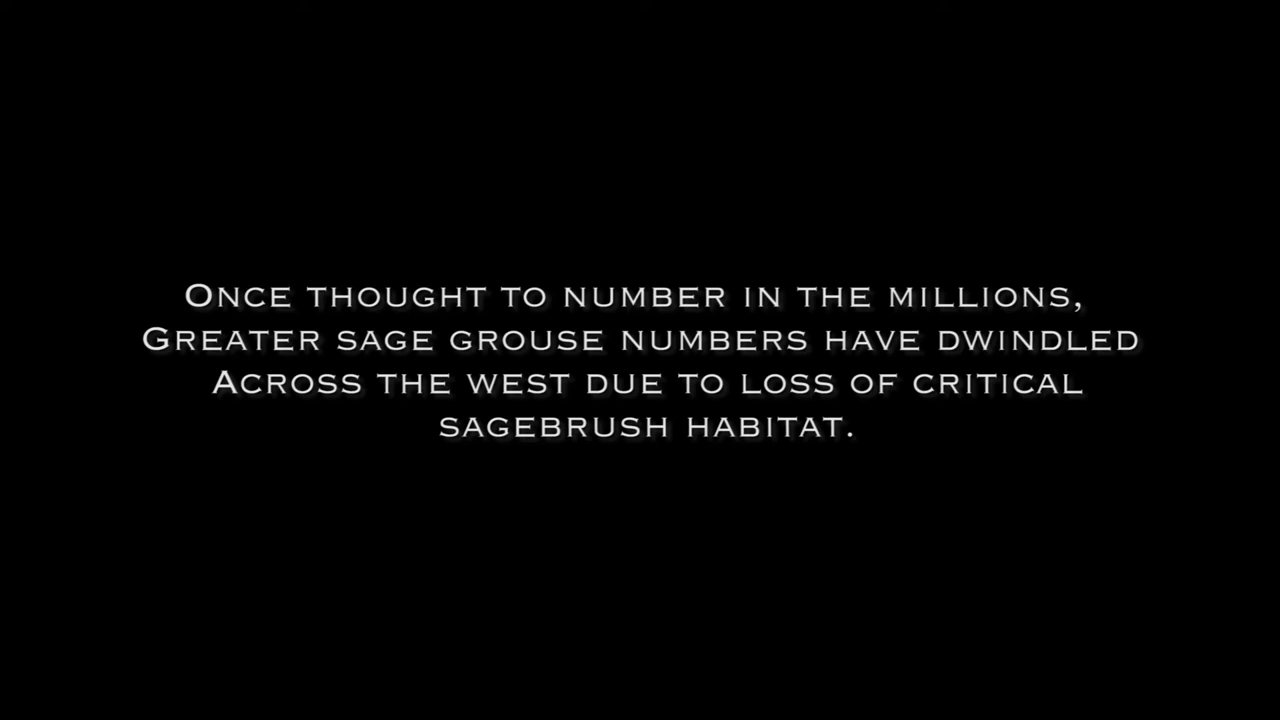 Once thought to number in the millions,
Greater sage grouse numbers have dwindled
Across the west due to loss of critical
sagebrush habitat.